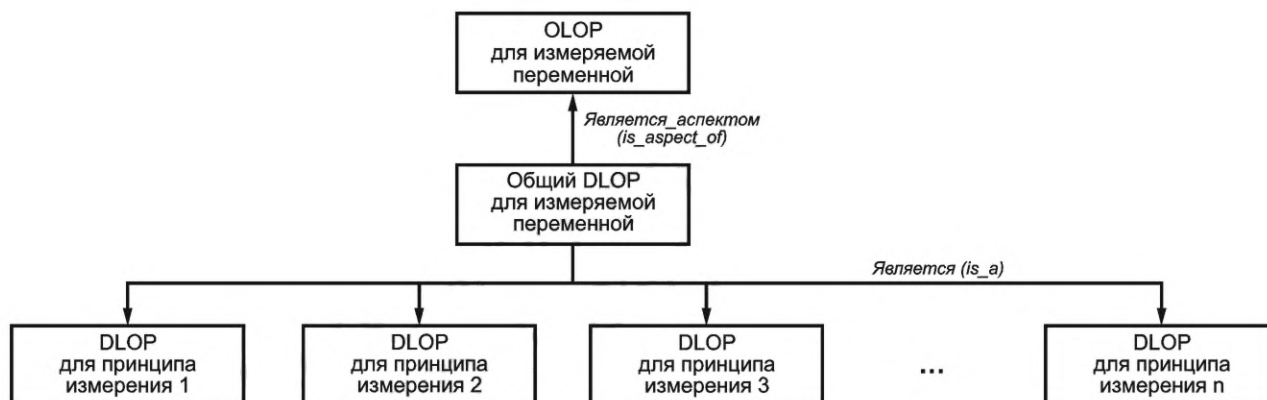 OLOP
для измеряемой
переменной
Является_аспектом
(is_aspect_of)
Общий DLOP
для измеряемой
переменной
Является (is_a)
DLOP
для принципа
измерения 1
DLOP
для принципа
измерения 2
DLOP
для принципа
измерения 3
...
DLOP
для принципа
измерения n